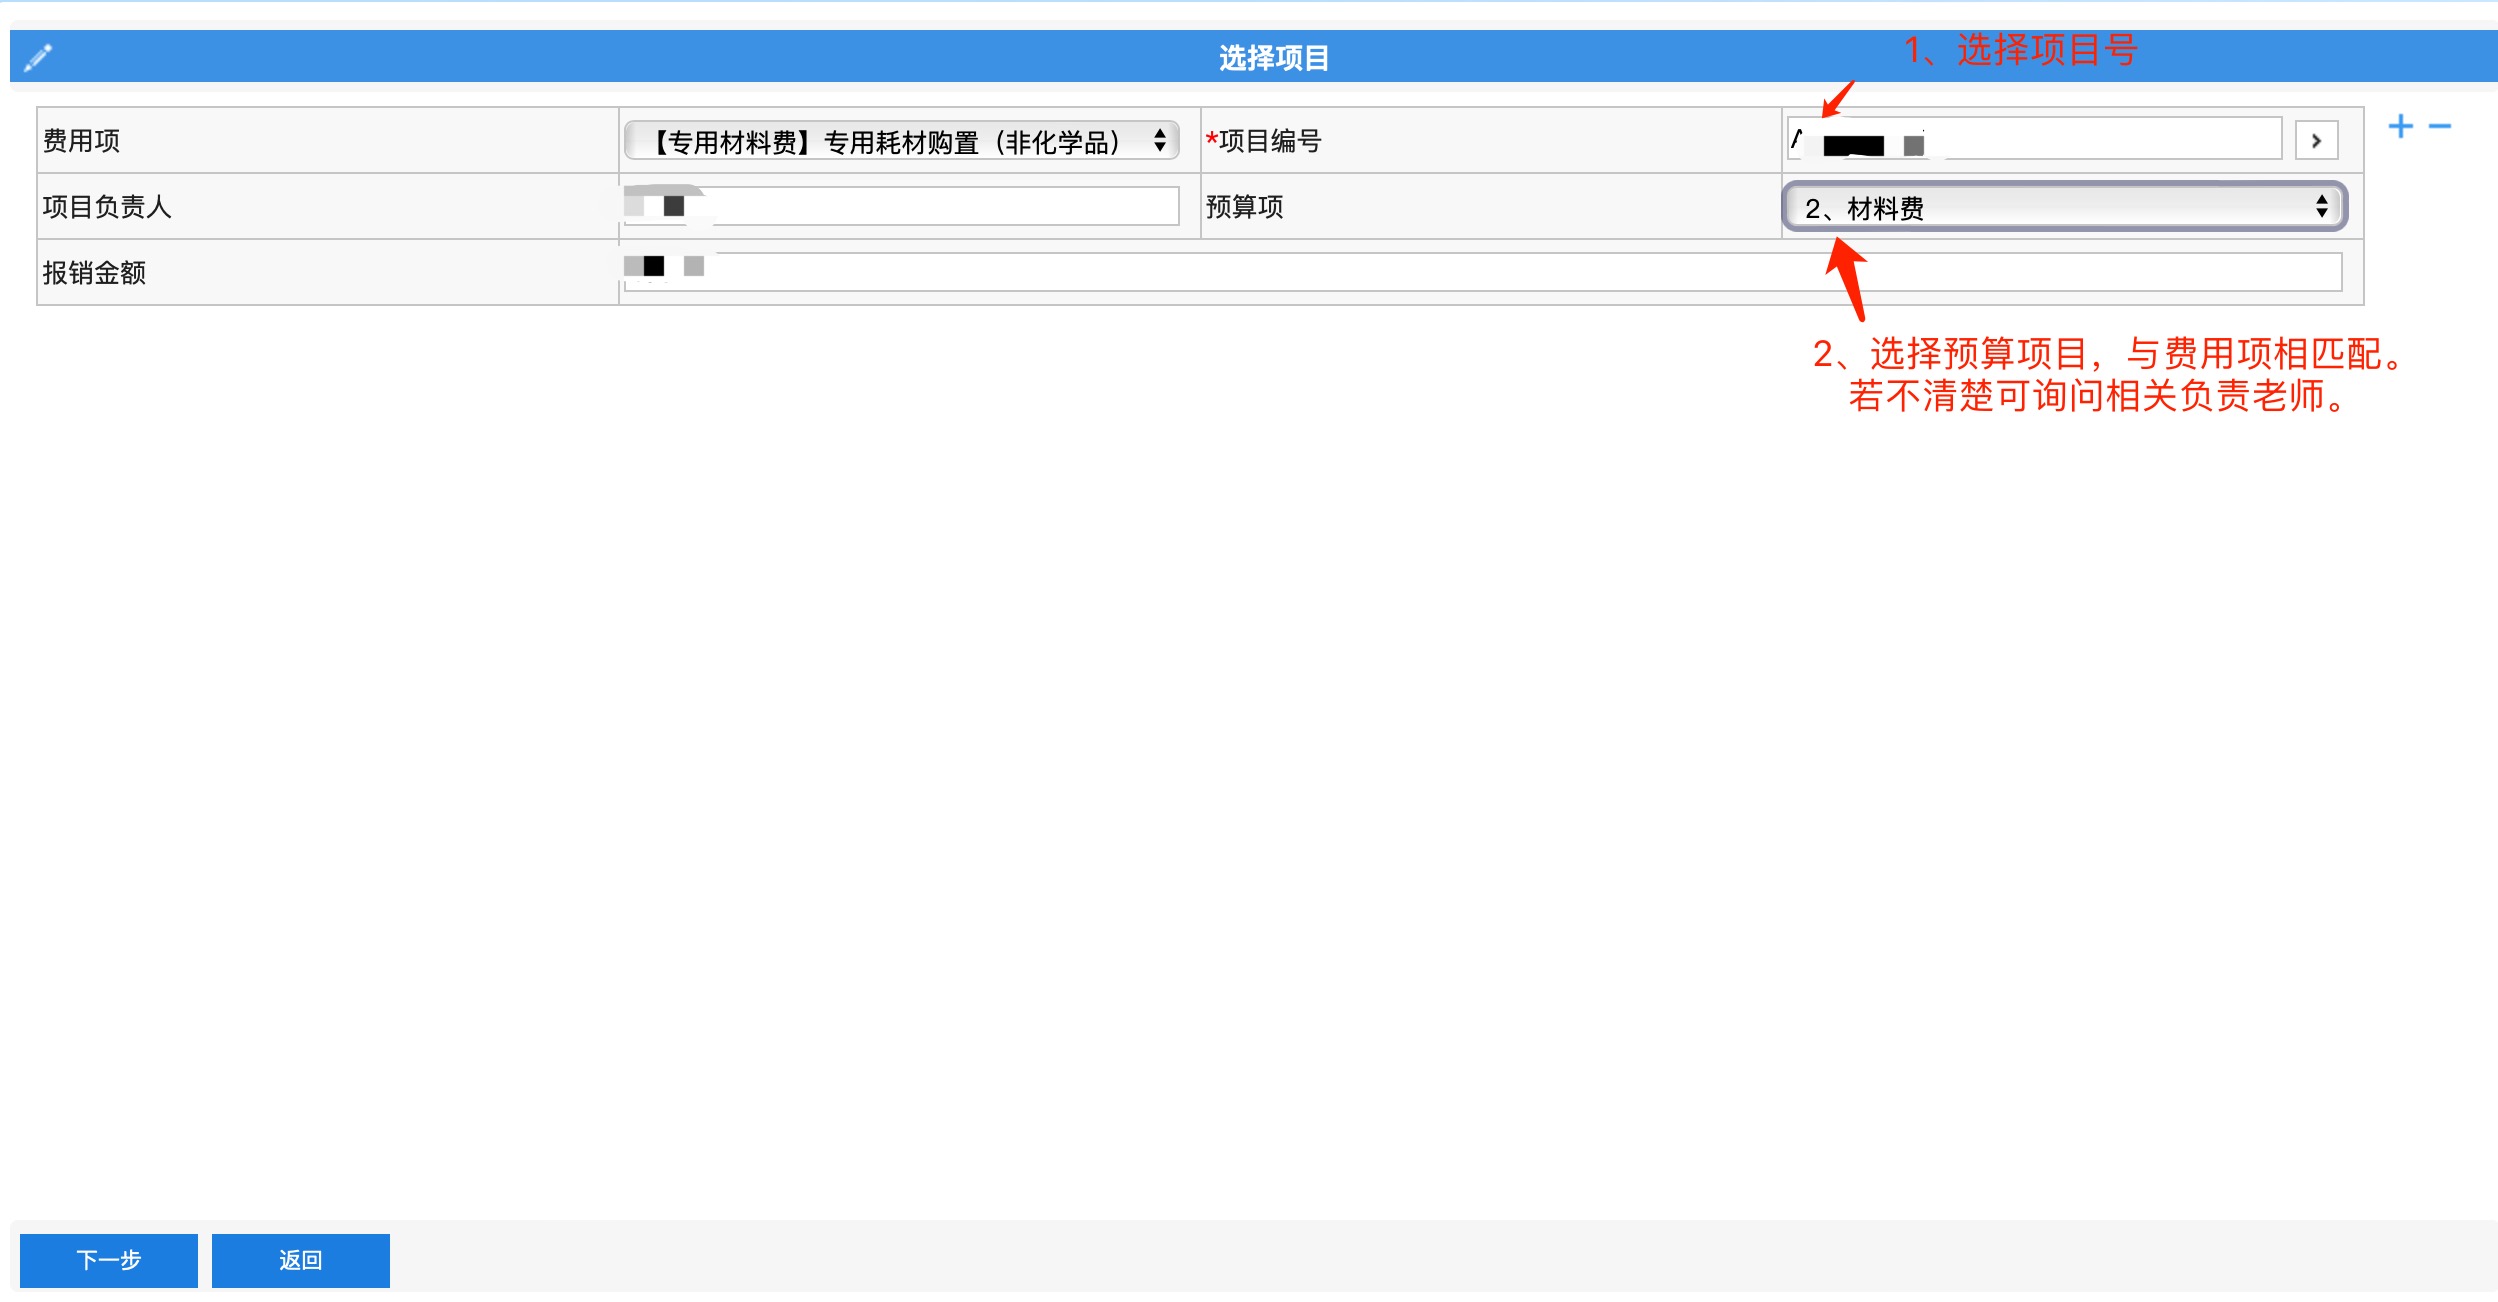 选择项目
1、选择项目号
费用项
【专用材料费】专用耗材购置（非化学品）
*项目编号
项目负责人
预算项
2、材料费
报销金额
2、选择预算项目，与费用项相匹配。
若不清楚可询问相关负责老师。
下一步
返回